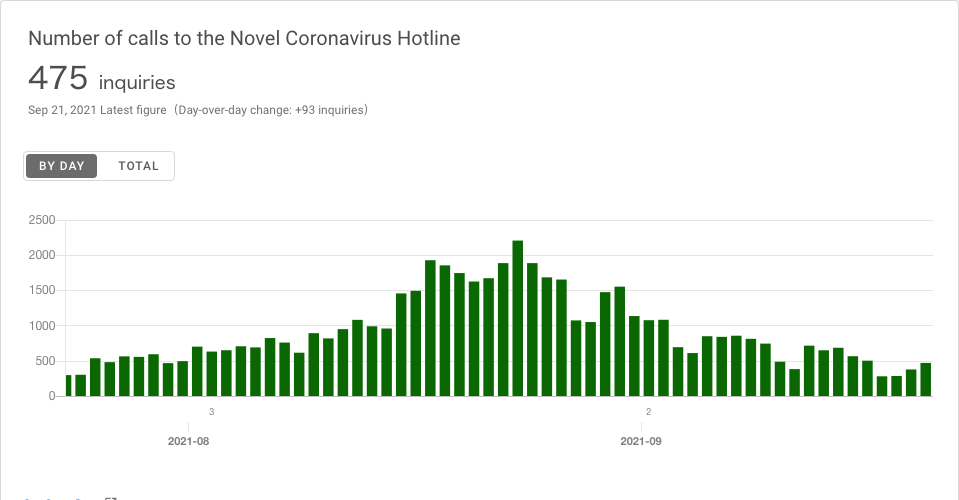 Number of calls to the Novel Coronavirus Hotline
475 inquiries
Sep 21, 2021 Latest figure（Day-over-day change: +93 inquiries）
BY DAY TOTAL
2500
2000
1500
1000
500
0
3 2
2021-08 2021-09